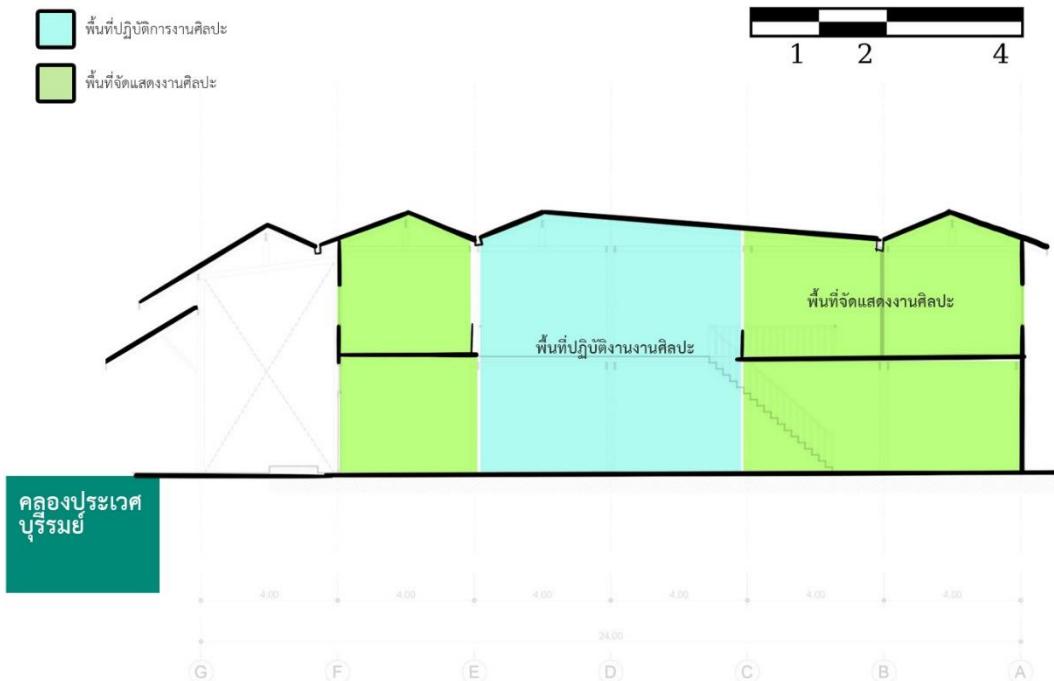 พื้นที่ปฏิบัติการงานศิลปะ
พื้นที่จัดแสดงงานศิลปะ
1 2 4
พื้นที่จัดแสดงงานศิลปะ
พื้นที่ปฏิบัติงานงานศิลปะ
คลองประเวศ
บุรีรมย์
4.00 4.00 4.00 4.00 4.00 4.00
24.00
G F E D C B A